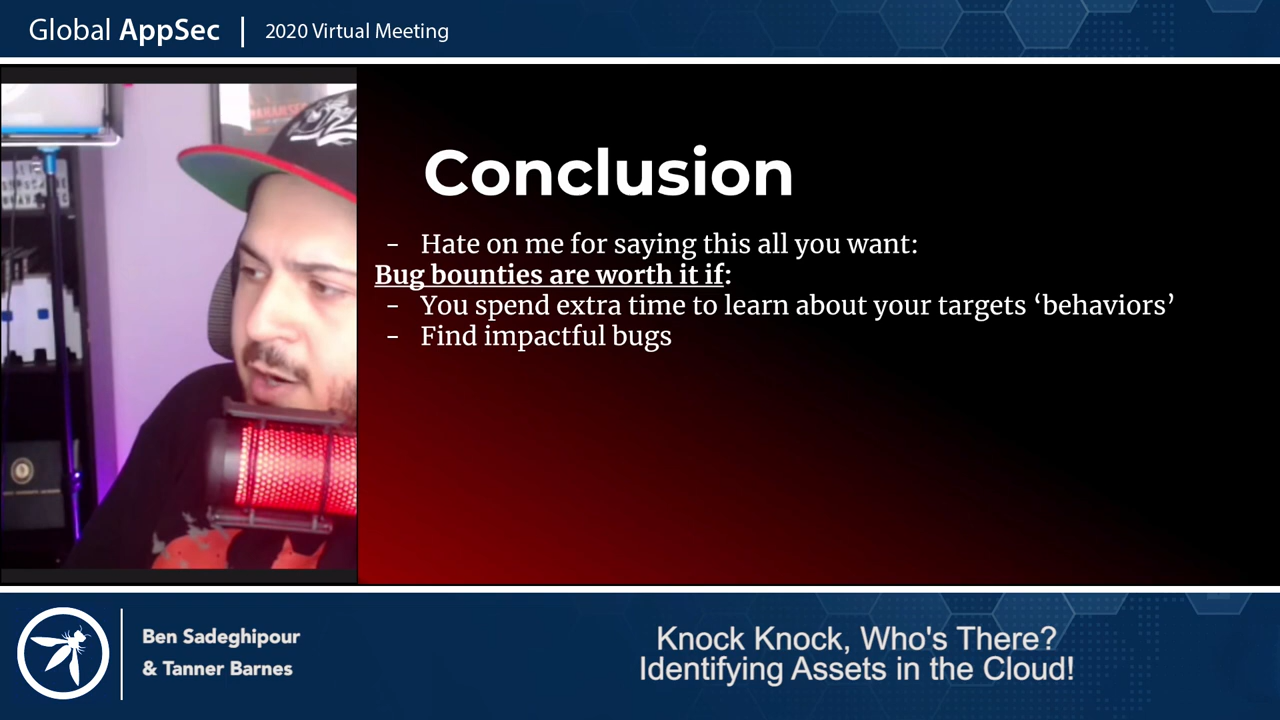 Global AppSec | 2020 Virtual Meeting
Conclusion
- Hate on me for saying this all you want:
Bug bounties are worth it if:
- You spend extra time to learn about your targets ‘behaviors’
- Find impactful bugs
Ben Sadeghipour
& Tanner Barnes
Knock Knock, Who's There?
Identifying Assets in the Cloud!